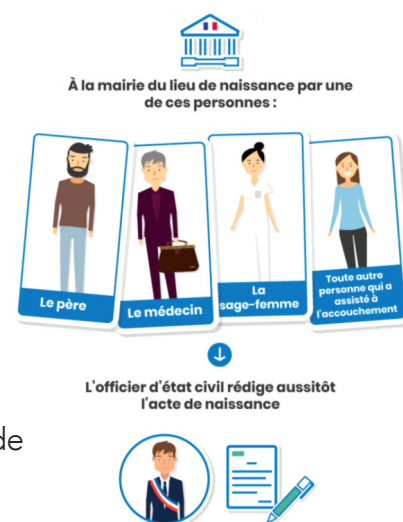 À la mairie du lieu de naissance par une
de ces personnes :
Le père
Le médecin
La
sage-femme
Toute autre
personne qui a
assisté à
l'accouchement
L'officier d'état civil rédige aussitôt
l'acte de naissance
de